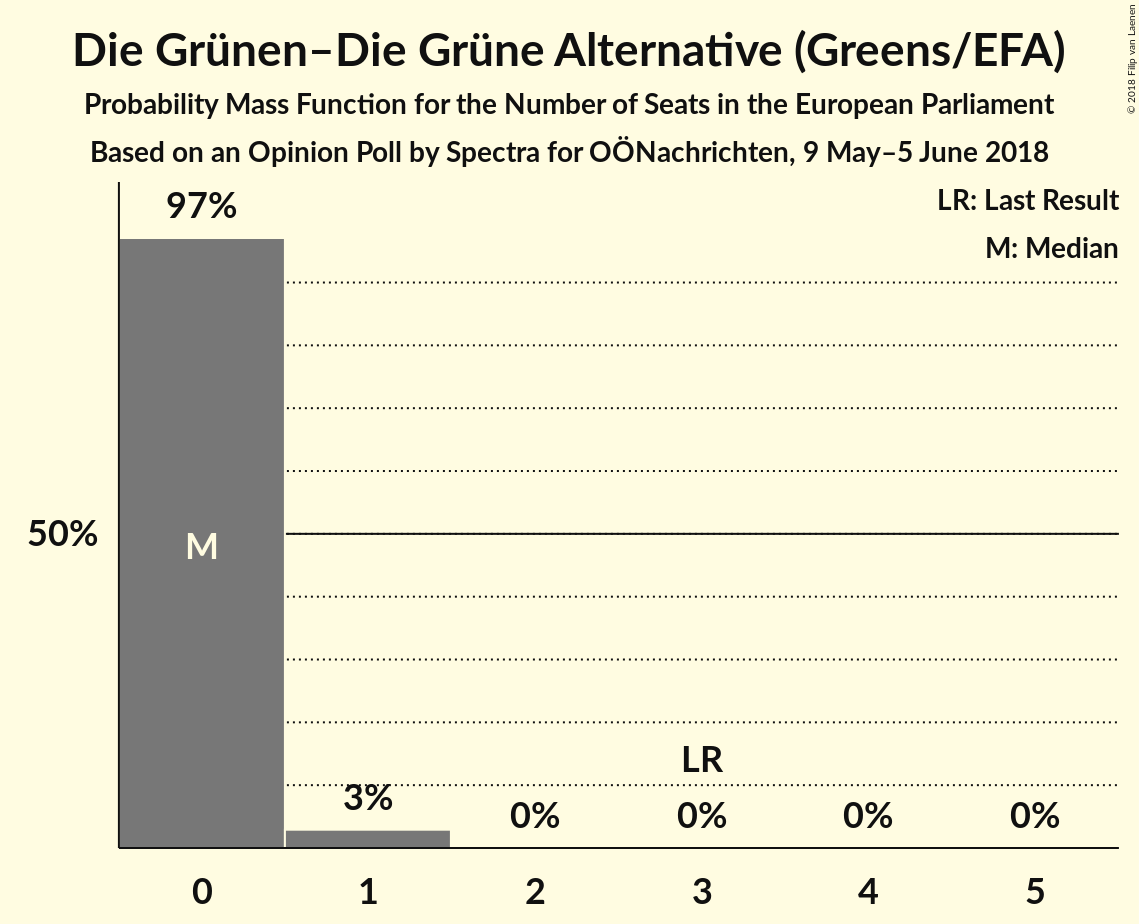 Die Grünen–Die Grüne Alternative (Greens/EFA)
Probability Mass Function for the Number of Seats in the European Parliament
Based on an Opinion Poll by Spectra for OÖNachrichten, 9 May–5 June 2018
© 2018 Filip van Laenen
LR: Last Result
M: Median
97%
50%
M
LR
3%
0%
0%
0%
0%
0
1
2
3
4
5